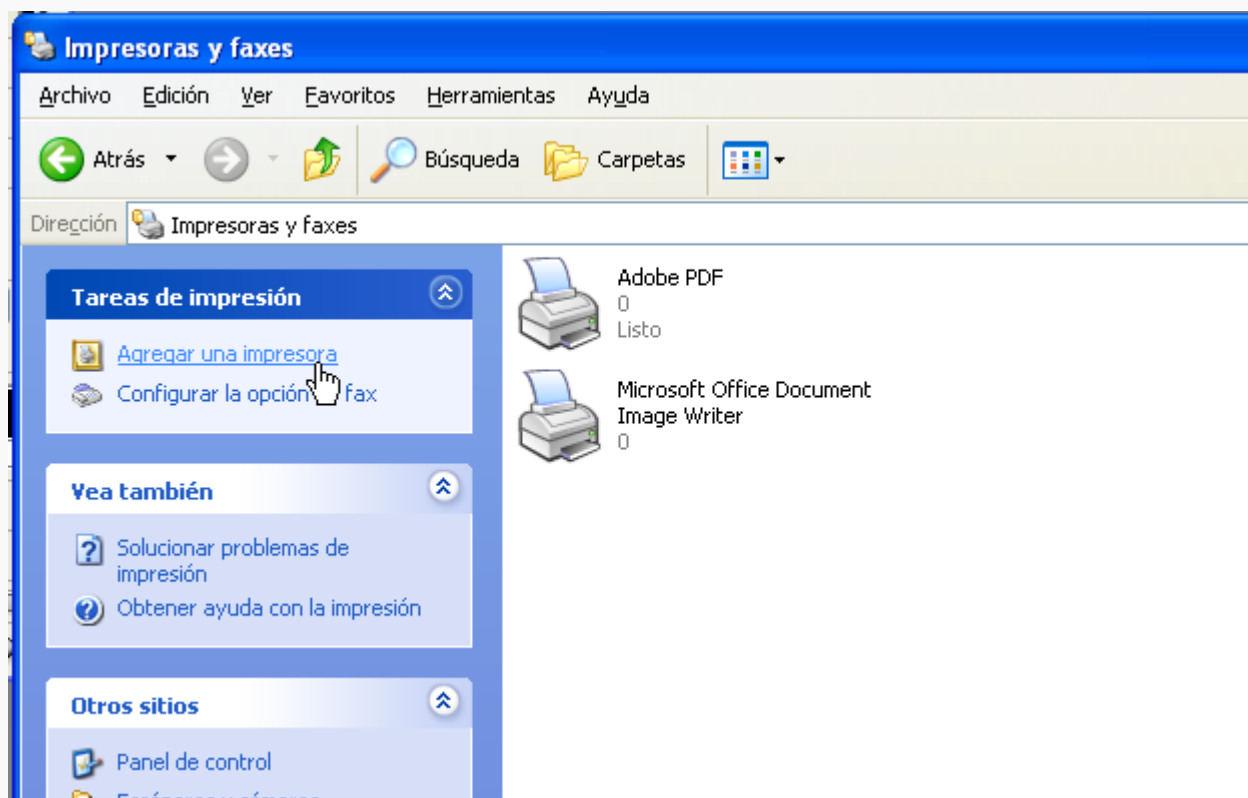 Impresoras y faxes
Archivo Edición Ver Favoritos Herramientas Ayuda
Atrás Búsqueda Carpetas
Dirección Impresoras y faxes
Tareas de impresión
Agregar una impresora
Configurar la opción fax
Vea también
Solucionar problemas de
impresión
Obtener ayuda con la impresión
Otros sitios
Panel de control
Adobe PDF
0
Listo
Microsoft Office Document
Image Writer
0